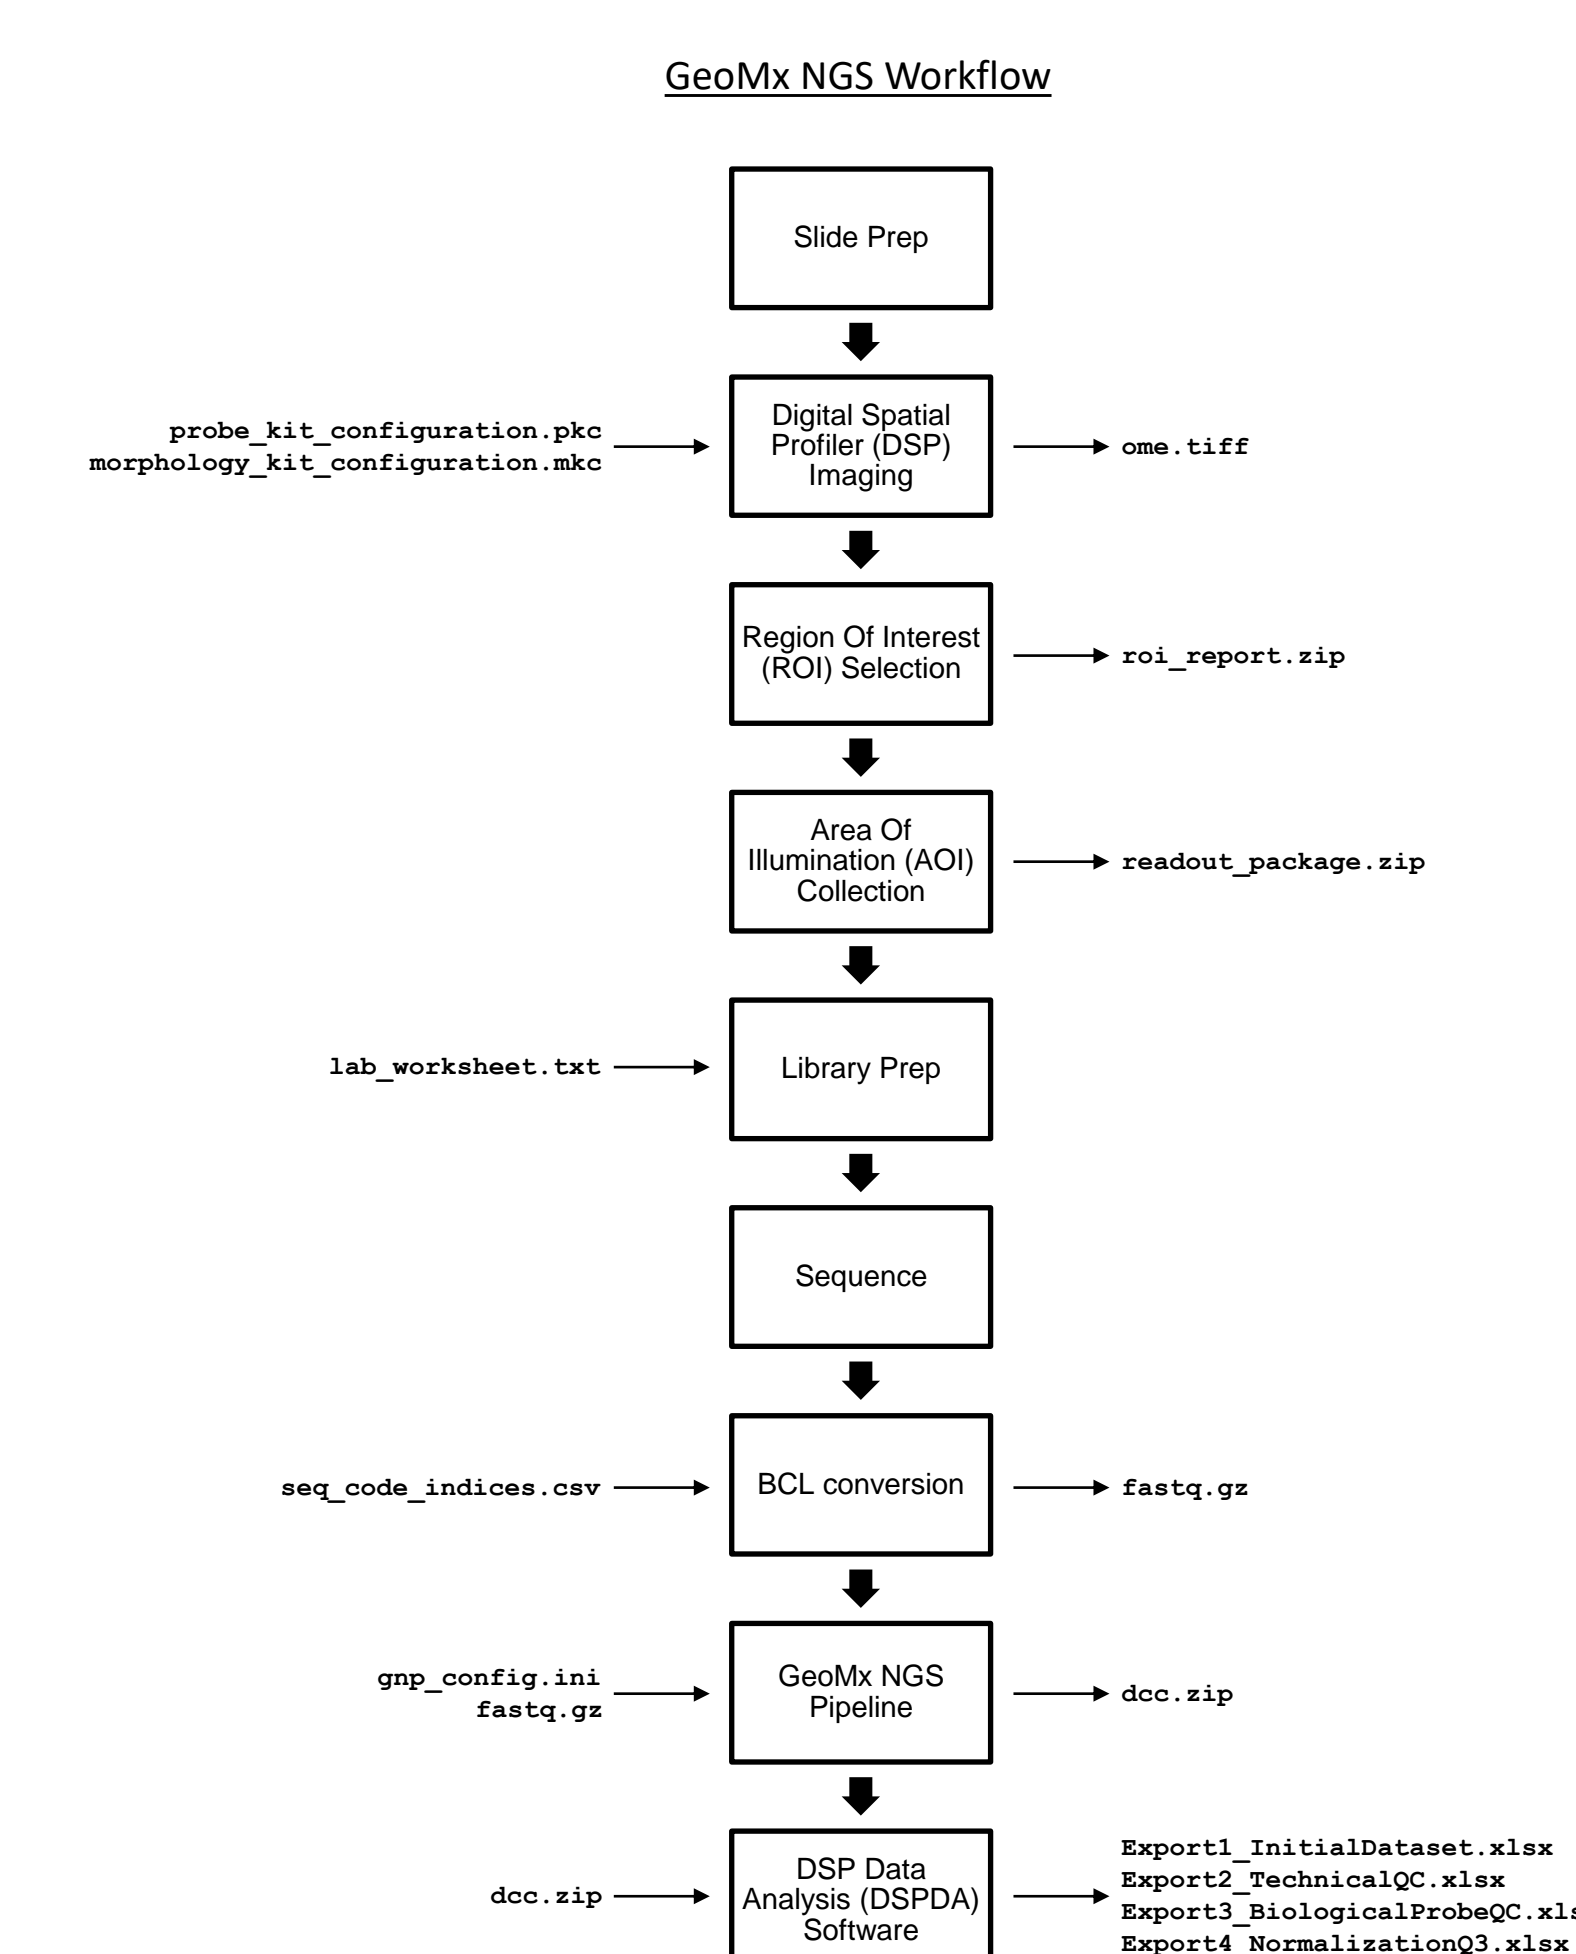 GeoMx NGS Workflow
Slide Prep
probe_kit_configuration.pkc
morphology_kit_configuration.mkc
Digital Spatial
Profiler (DSP)
Imaging
ome.tiff
Region Of Interest
(ROI) Selection
roi_report.zip
Area Of
Illumination (AOI)
Collection
readout_package.zip
lab_worksheet.txt
Library Prep
Sequence
seq_code_indices.csv
BCL conversion
fastq.gz
gnp_config.ini
fastq.gz
GeoMx NGS
Pipeline
dcc.zip
dcc.zip
DSP Data
Analysis (DSPDA)
Software
Export1_InitialDataset.xlsx
Export2_TechnicalQC.xlsx
Export3_BiologicalProbeQC.xls
Export4_NormalizationQ3.xlsx